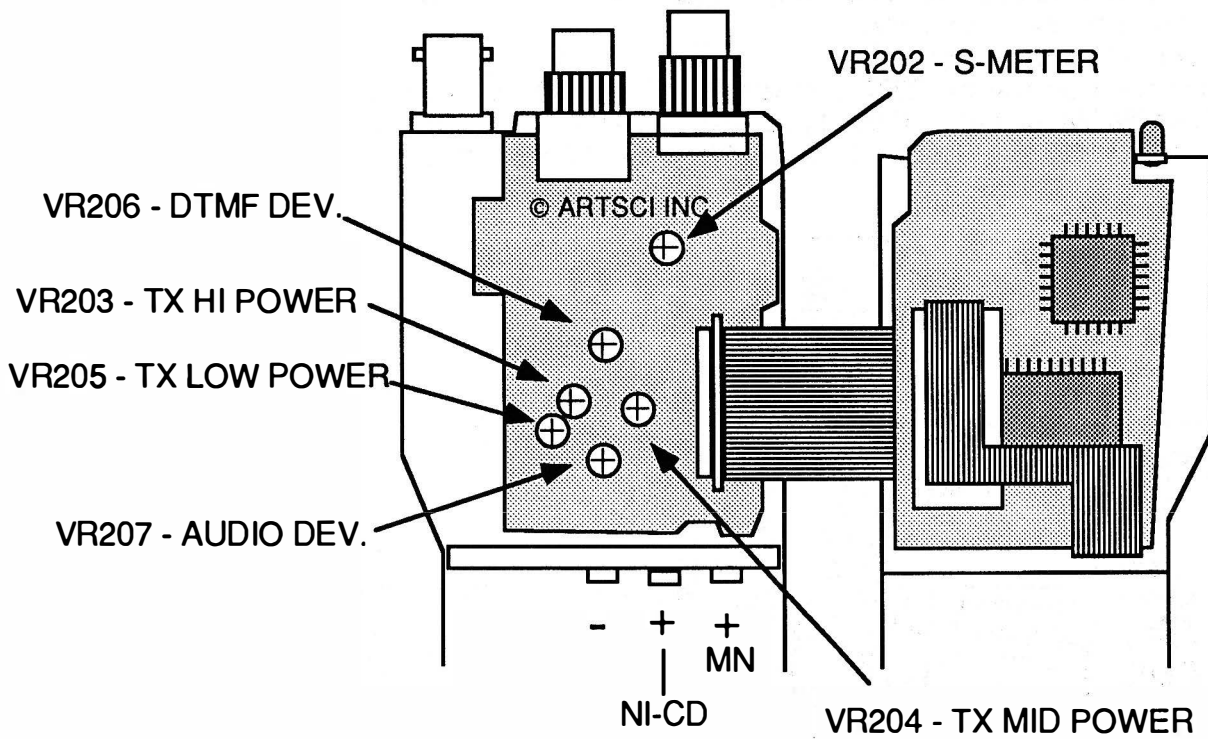 VR202 - S-METER
VR206 - DTMF DEV.
© ARTSCI INC
VR203 - TX HI POWER
VR205 - TX LOW POWER
VR207 - AUDIO DEV.
- + +
MN
NI-CD
VR204 - TX MID POWER